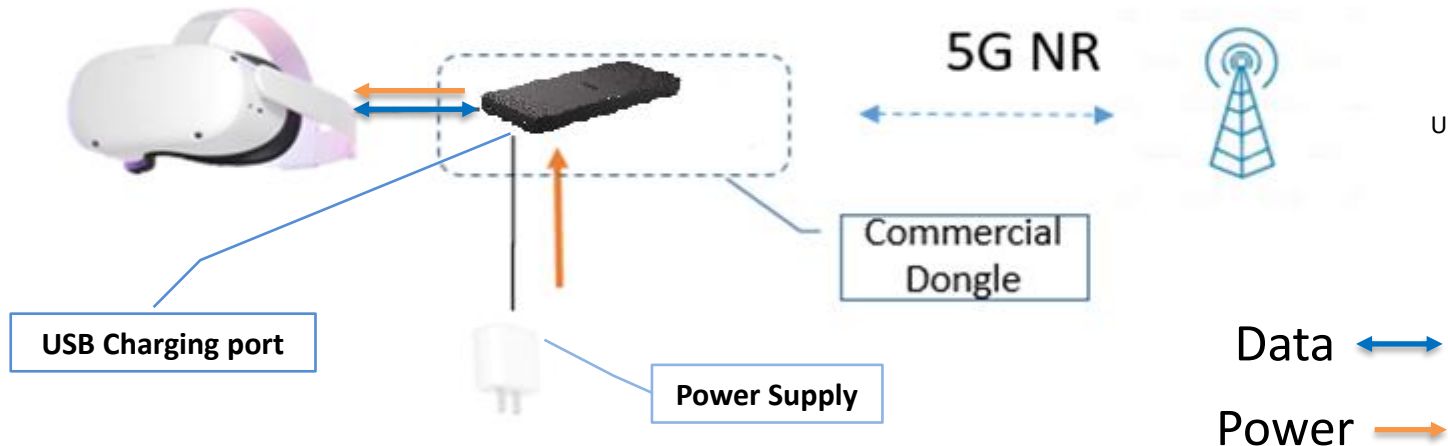 5G NR
U
Commercial
Dongle
USB Charging port
Power Supply
Data
Power